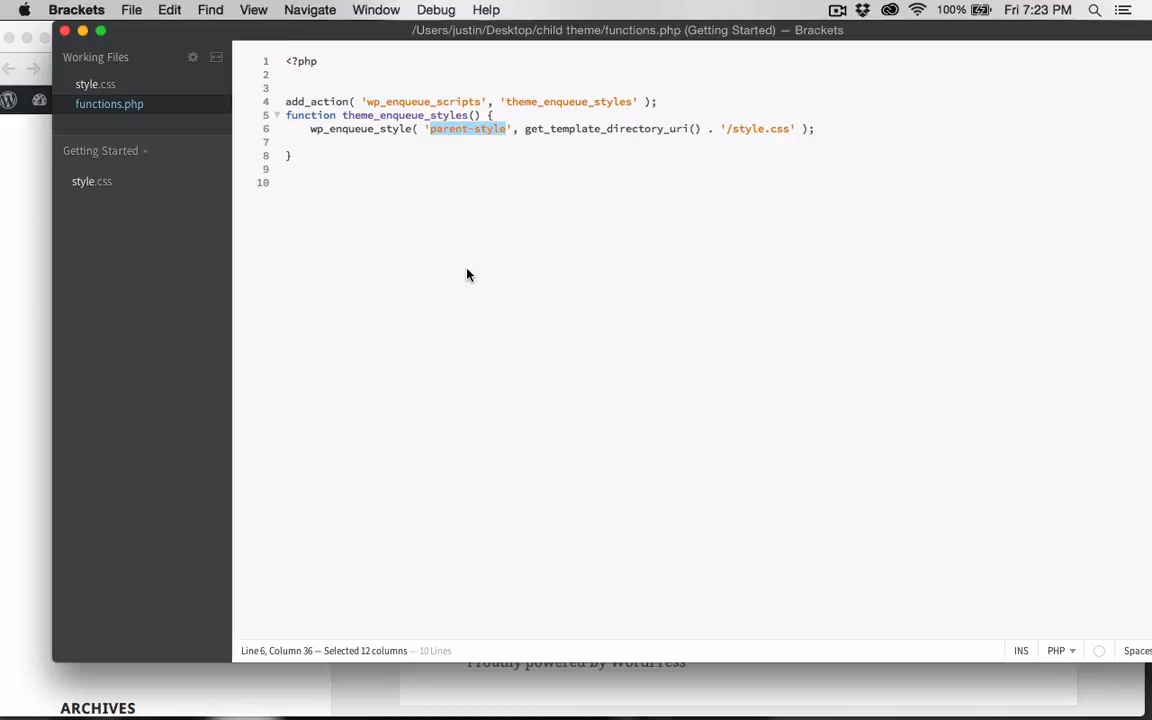 Brackets File Edit Find View Navigate Window Debug Help 100% Fri 7:23 PM
/Users/justin/Desktop/child theme/functions.php (Getting Started) — Brackets
Working Files
style.css
functions.php
Getting Started
style.css
1 <?php
2
3
4 add_action( 'wp_enqueue_scripts', 'theme_enqueue_styles' );
5 function theme_enqueue_styles() {
6 wp_enqueue_style( 'parent-style', get_template_directory_uri() . '/style.css' );
7
8 }
9
10
Line 6, Column 36 — Selected 12 columns — 10 Lines
INS PHP Spaces
Proudly powered by WordPress
ARCHIVES